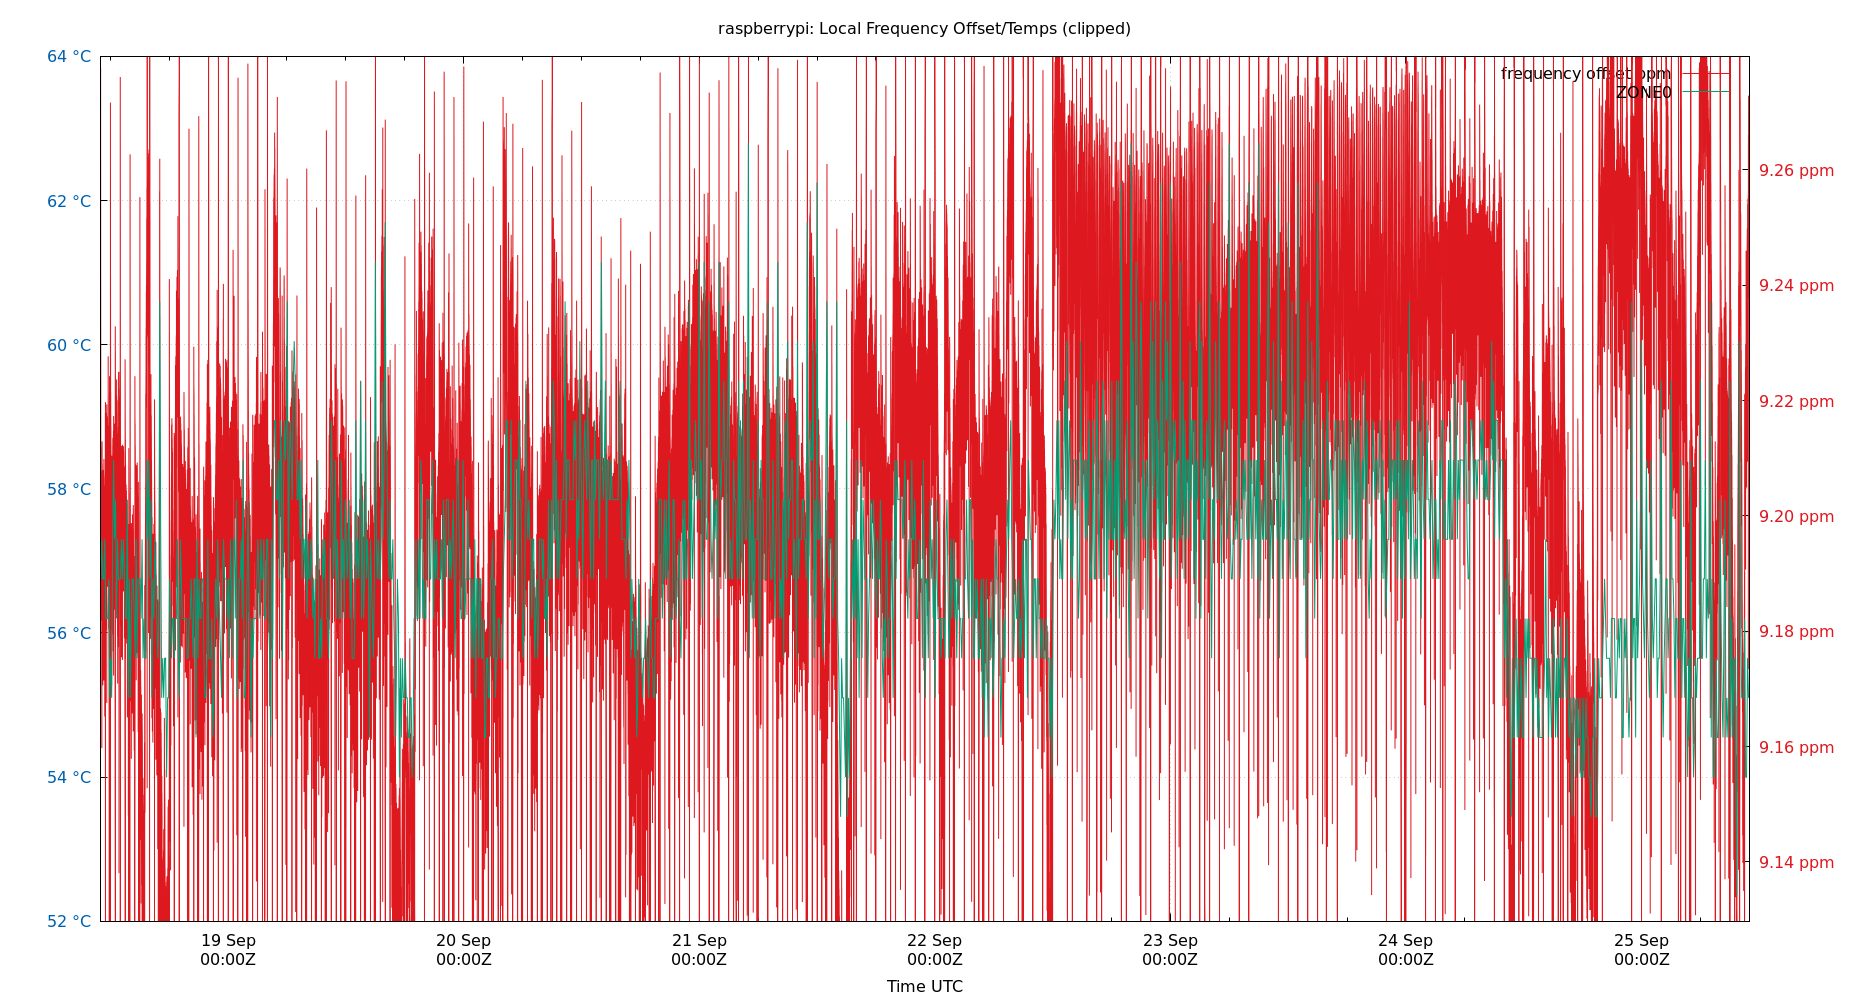 raspberrypi: Local Frequency Offset/Temps (clipped)
64 °C
62 °C
60 °C
58 °C
56 °C
54 °C
52 °C
frequency offset ppm
ZONE0
9.26 ppm
9.24 ppm
9.22 ppm
9.20 ppm
9.18 ppm
9.16 ppm
9.14 ppm
19 Sep
00:00Z
20 Sep
00:00Z
21 Sep
00:00Z
22 Sep
00:00Z
23 Sep
00:00Z
24 Sep
00:00Z
25 Sep
00:00Z
Time UTC